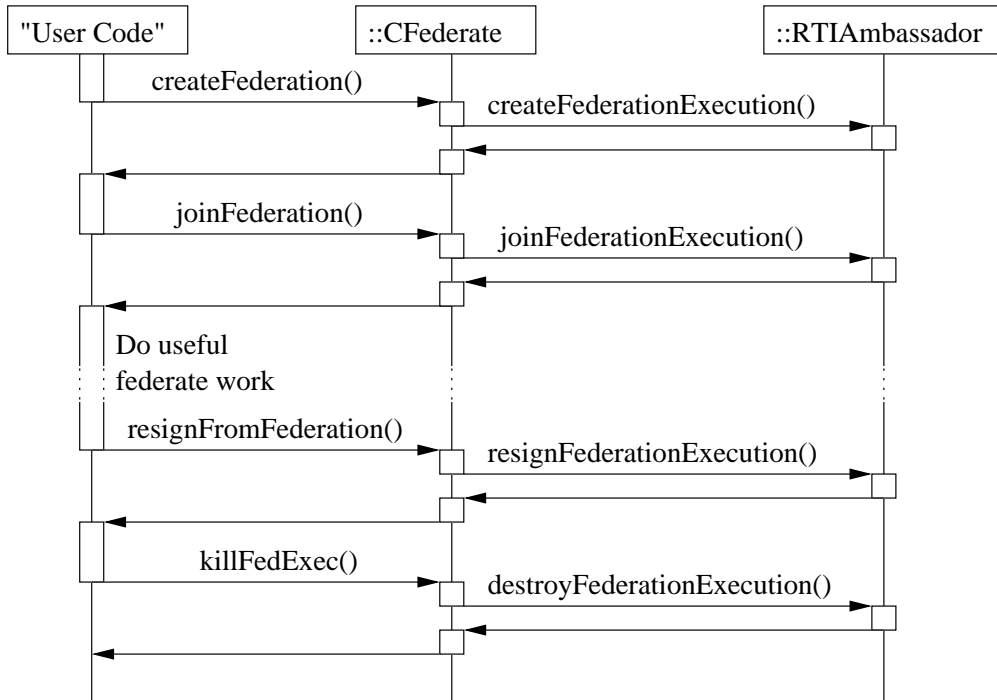 "User Code"
::CFederate
::RTIAmbassador
createFederation()
createFederationExecution()
joinFederation()
joinFederationExecution()
Do useful
federate work
resignFromFederation()
resignFederationExecution()
killFedExec()
destroyFederationExecution()